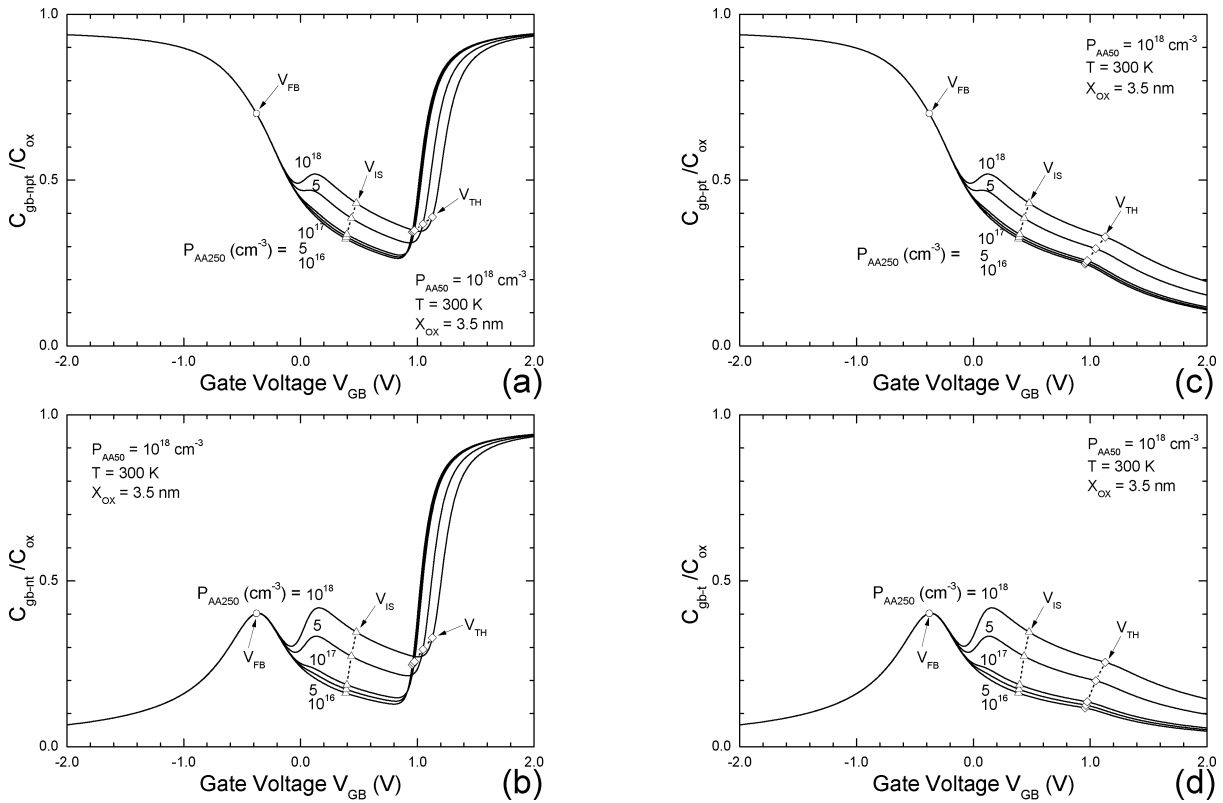 1.0
0.5
0.0
C_gb-npt /C_ox
V_FB
10^18
5
V_IS
V_TH
10^17
P_AA250 (cm^-3) = 5
10^16
P_AA50 = 10^18 cm^-3
T = 300 K
X_OX = 3.5 nm
-2.0 -1.0 0.0 1.0 2.0
Gate Voltage V_GB (V)
(a)
1.0
0.5
0.0
C_gb-pt /C_ox
P_AA50 = 10^18 cm^-3
T = 300 K
X_OX = 3.5 nm
V_FB
10^18
5
V_IS
V_TH
10^17
P_AA250 (cm^-3) = 5
10^16
-2.0 -1.0 0.0 1.0 2.0
Gate Voltage V_GB (V)
(c)
1.0
0.5
0.0
C_gb-nt /C_ox
P_AA50 = 10^18 cm^-3
T = 300 K
X_OX = 3.5 nm
P_AA250 (cm^-3) = 10^18
5
V_IS
V_TH
V_FB
10^17
5
10^16
-2.0 -1.0 0.0 1.0 2.0
Gate Voltage V_GB (V)
(b)
1.0
0.5
0.0
C_gb-t /C_ox
P_AA50 = 10^18 cm^-3
T = 300 K
X_OX = 3.5 nm
P_AA250 (cm^-3) = 10^18
5
V_IS
V_TH
V_FB
10^17
5
10^16
-2.0 -1.0 0.0 1.0 2.0
Gate Voltage V_GB (V)
(d)